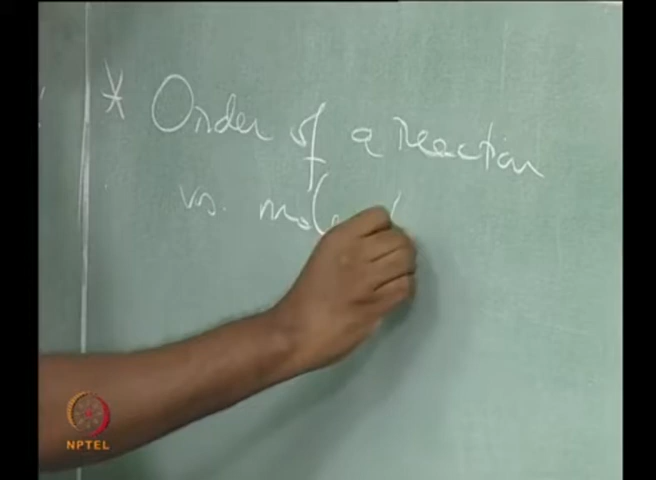 * Order of a reaction
vs.
NPTEL